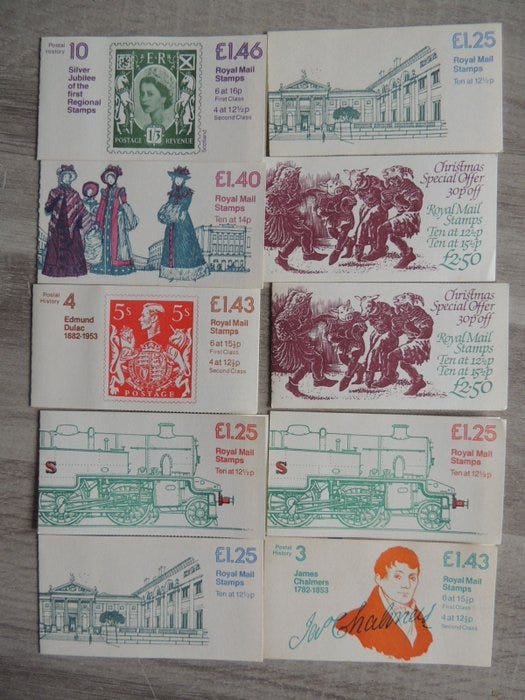 Postal
History
10
£1.46
Silver
Jubilee
of the
first
Regional
Stamps
E R
1/3
POSTAGE REVENUE
Scotland
Royal Mail
Stamps
6 at 16p
First Class
4 at 12½p
Second Class
£1.25
Royal Mail
Stamps
Ten at 12½p
£1.40
Royal Mail
Stamps
Ten at 14p
Christmas
Special Offer
30p off
Royal Mail
Stamps
Ten at 12½p
Ten at 15½p
£2·50
Postal
History
4
£1.43
Edmund
Dulac
1882-1953
5s 5s
POSTAGE
Royal Mail
Stamps
6 at 15½p
First Class
4 at 12½p
Second Class
Christmas
Special Offer
30p off
Royal Mail
Stamps
Ten at 12½p
Ten at 15½p
£2·50
£1.25
Royal Mail
Stamps
Ten at 12½p
S
£1.25
Royal Mail
Stamps
Ten at 12½p
S
£1.25
Royal Mail
Stamps
Ten at 12½p
Postal
History
3
£1.43
James
Chalmers
1782-1853
Royal Mail
Stamps
6 at 15½p
First Class
4 at 12½p
Second Class
Jas Chalmers